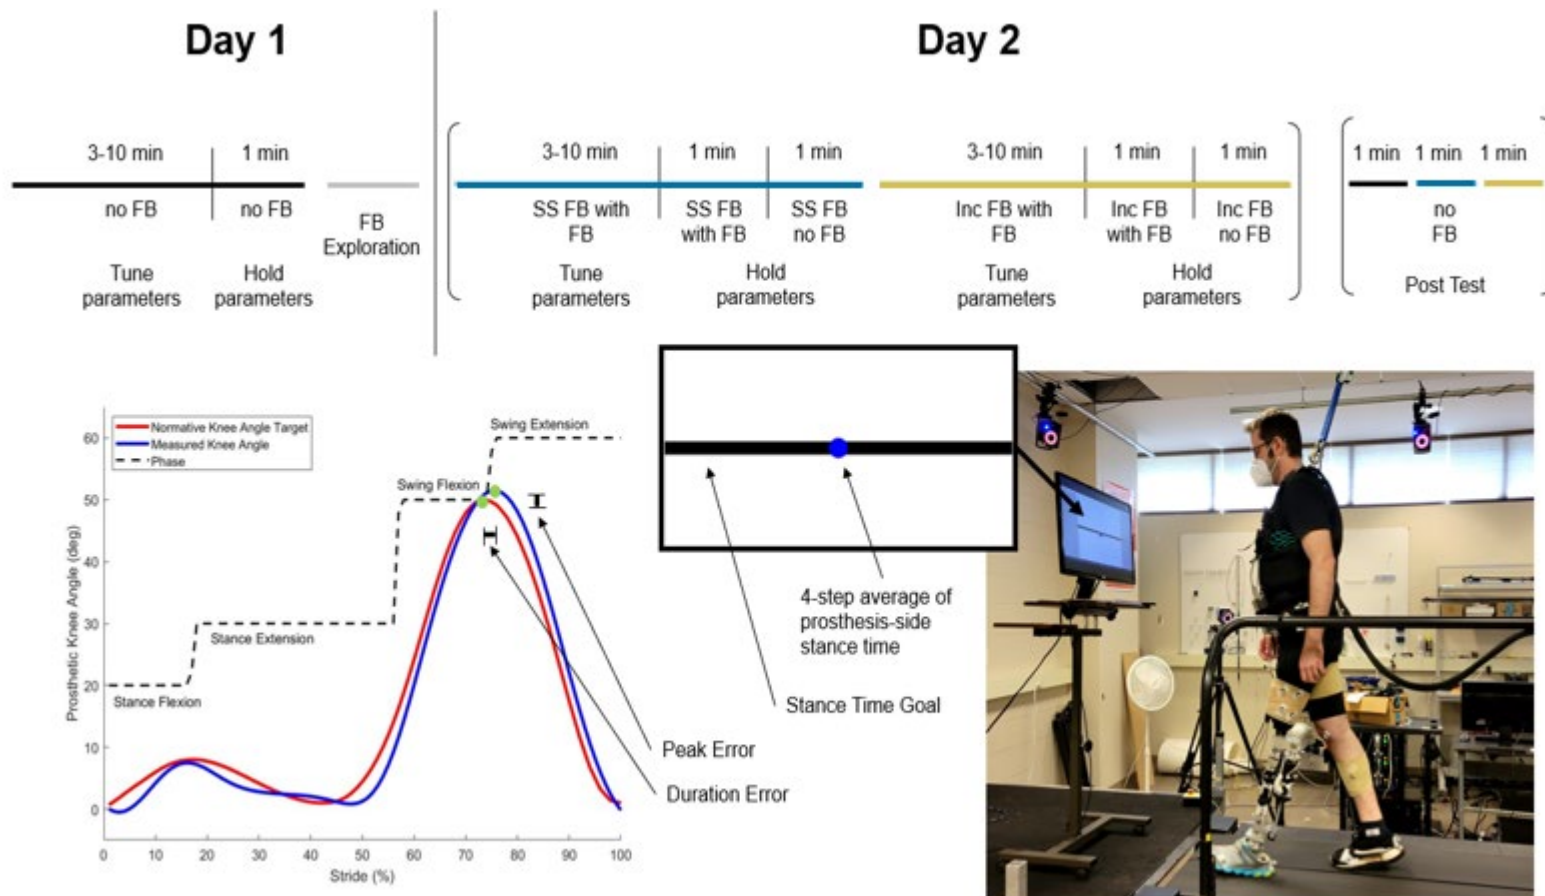 Day 1
Day 2
3-10 min
1 min
3-10 min
1 min
1 min
3-10 min
1 min
1 min
1 min
1 min
1 min
no FB
no FB
FB
Exploration
SS FB with
FB
SS FB
with FB
SS FB
no FB
Inc FB with
FB
Inc FB
with FB
Inc FB
no FB
no
FB
Tune
parameters
Hold
parameters
Tune
parameters
Hold
parameters
Tune
parameters
Hold
parameters
Post Test
Normative Knee Angle Target
Measured Knee Angle
Phase
Swing Extension
Swing Flexion
Stance Extension
Stance Flexion
Prosthetic Knee Angle (deg)
60
50
40
30
20
10
0
0 10 20 30 40 50 60 70 80 90 100
Stride (%)
Peak Error
Duration Error
4-step average of
prosthesis-side
stance time
Stance Time Goal